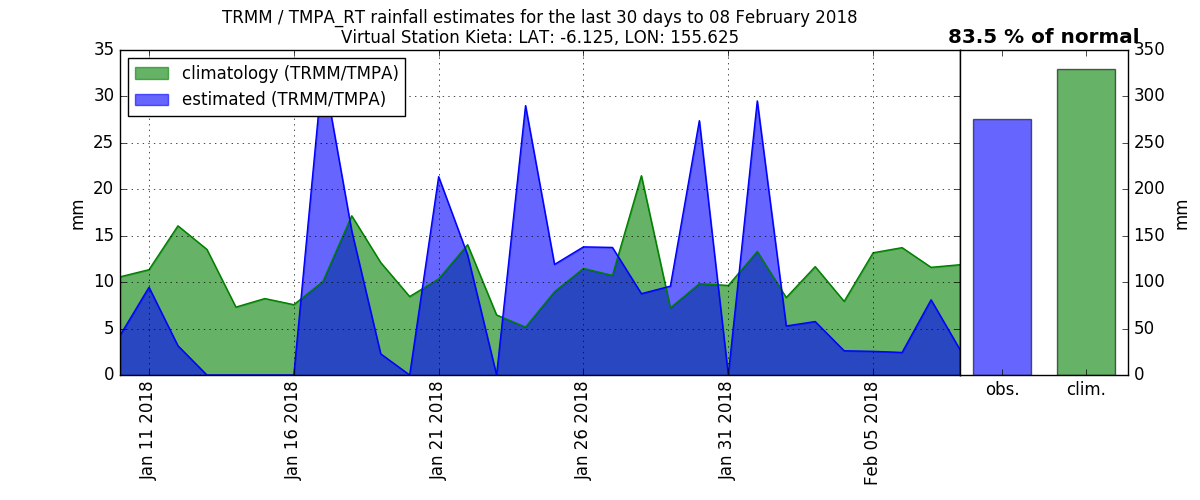 TRMM / TMPA_RT rainfall estimates for the last 30 days to 08 February 2018
Virtual Station Kieta: LAT: -6.125, LON: 155.625
83.5 % of normal
climatology (TRMM/TMPA)
estimated (TRMM/TMPA)
35
30
25
20
15
10
5
0
mm
Jan 11 2018
Jan 16 2018
Jan 21 2018
Jan 26 2018
Jan 31 2018
Feb 05 2018
obs.
clim.
350
300
250
200
150
100
50
0
mm